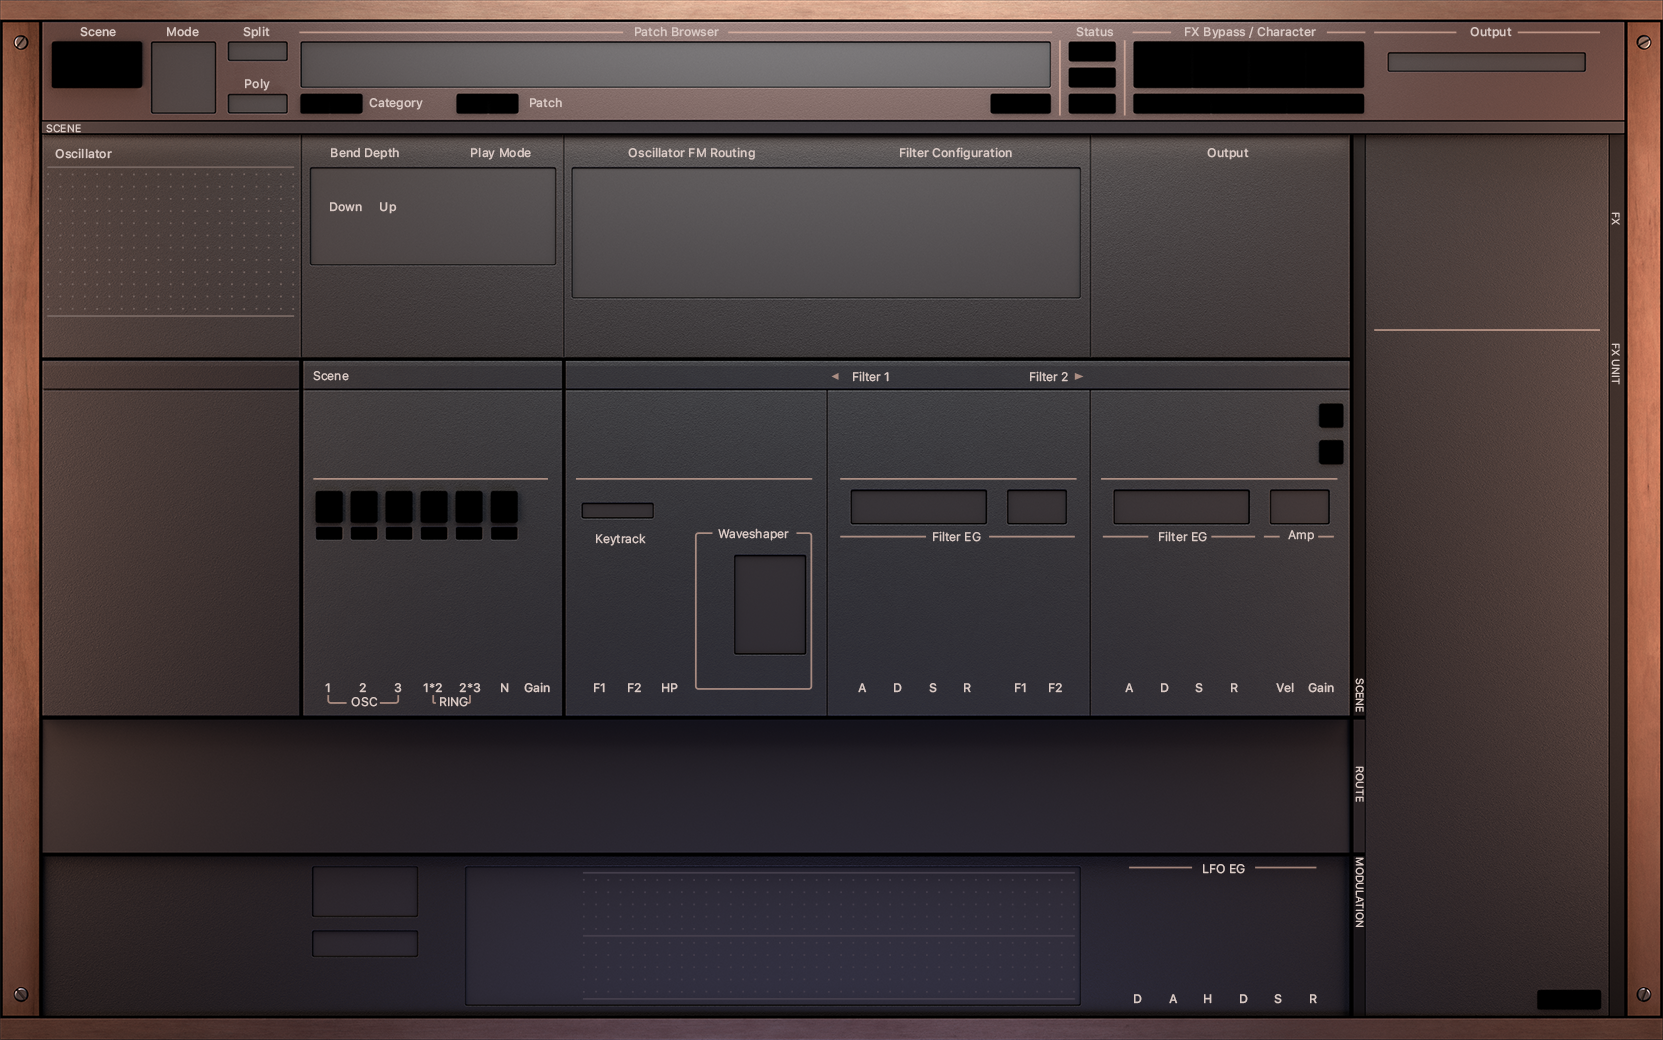 Scene
Mode
Split
Patch Browser
Status
FX Bypass / Character
Output
Poly
Category
Patch
SCENE
Oscillator
Bend Depth
Play Mode
Oscillator FM Routing
Filter Configuration
Output
Down Up
FX
FX UNIT
Scene
◄ Filter 1
Filter 2 ►
Keytrack
Waveshaper
Filter EG
Filter EG
Amp
1 2 3 1*2 2*3 N Gain
OSC RING
F1 F2 HP
A D S R F1 F2
A D S R Vel Gain
SCENE
ROUTE
MODULATION
LFO EG
D A H D S R